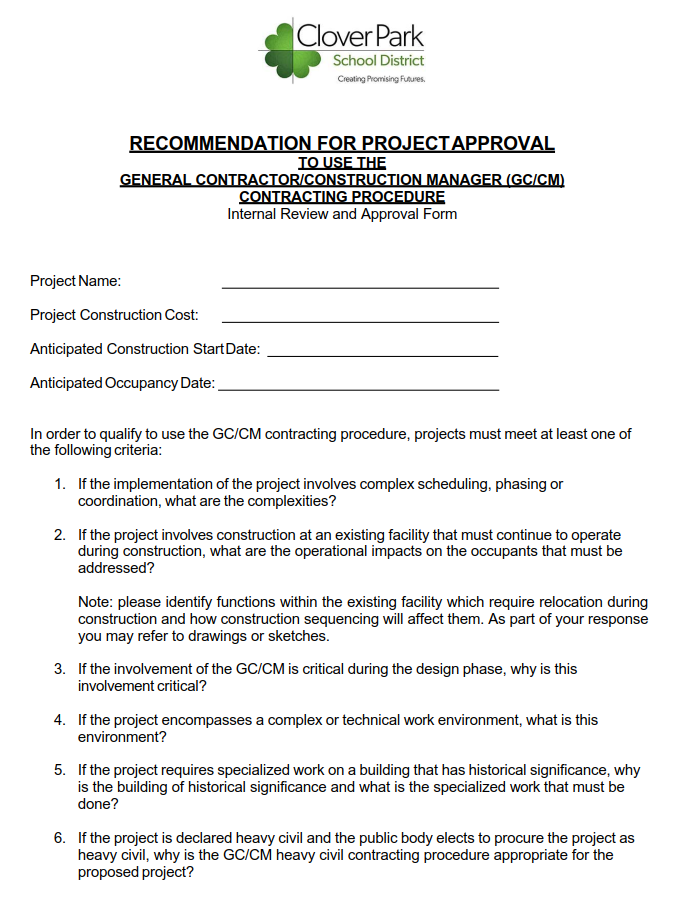 Clover Park
School District
Creating Promising Futures.
RECOMMENDATION FOR PROJECT APPROVAL
TO USE THE
GENERAL CONTRACTOR/CONSTRUCTION MANAGER (GC/CM)
CONTRACTING PROCEDURE
Internal Review and Approval Form
Project Name:
Project Construction Cost:
Anticipated Construction Start Date:
Anticipated Occupancy Date:
In order to qualify to use the GC/CM contracting procedure, projects must meet at least one of
the following criteria:
1. If the implementation of the project involves complex scheduling, phasing or
coordination, what are the complexities?
2. If the project involves construction at an existing facility that must continue to operate
during construction, what are the operational impacts on the occupants that must be
addressed?
Note: please identify functions within the existing facility which require relocation during
construction and how construction sequencing will affect them. As part of your response
you may refer to drawings or sketches.
3. If the involvement of the GC/CM is critical during the design phase, why is this
involvement critical?
4. If the project encompasses a complex or technical work environment, what is this
environment?
5. If the project requires specialized work on a building that has historical significance, why
is the building of historical significance and what is the specialized work that must be
done?
6. If the project is declared heavy civil and the public body elects to procure the project as
heavy civil, why is the GC/CM heavy civil contracting procedure appropriate for the
proposed project?